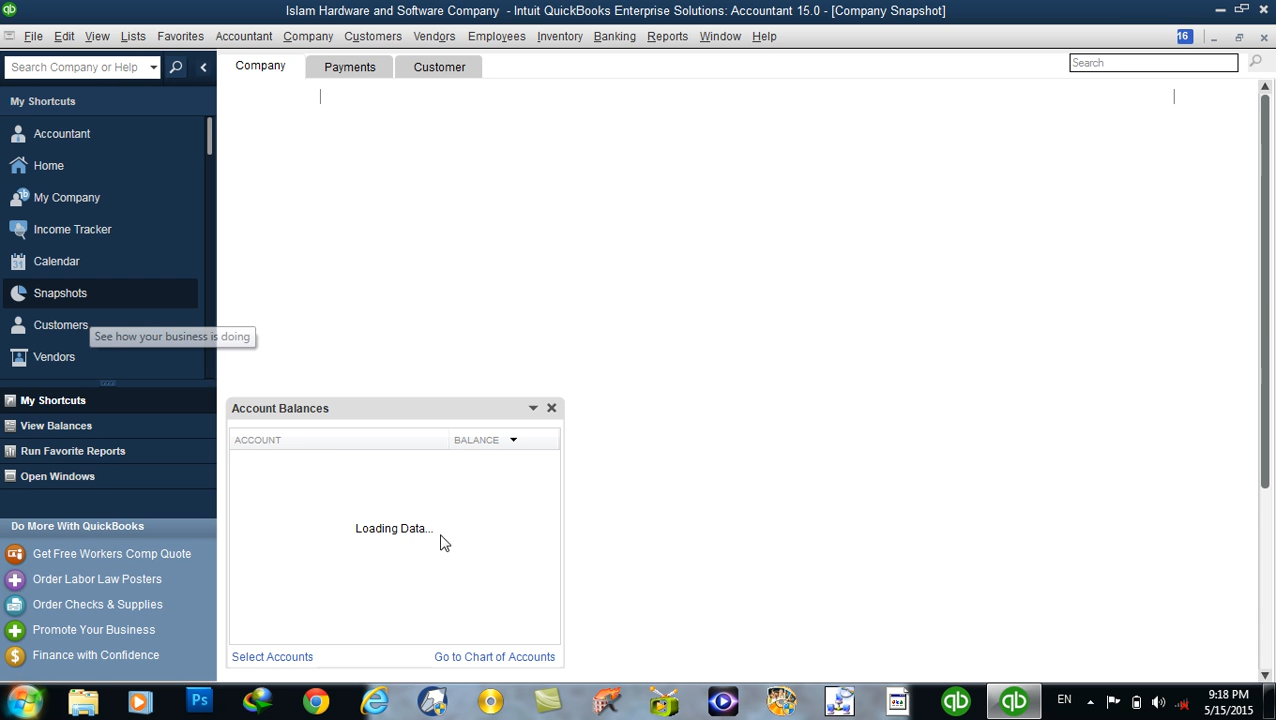 Islam Hardware and Software Company - Intuit QuickBooks Enterprise Solutions: Accountant 15.0 - [Company Snapshot]
File Edit View Lists Favorites Accountant Company Customers Vendors Employees Inventory Banking Reports Window Help
16
Search Company or Help
Company Payments Customer
Search
My Shortcuts
Accountant
Home
My Company
Income Tracker
31
Calendar
Snapshots
Customers
See how your business is doing
Vendors
My Shortcuts
View Balances
Run Favorite Reports
Open Windows
Do More With QuickBooks
Get Free Workers Comp Quote
Order Labor Law Posters
Order Checks & Supplies
Promote Your Business
Finance with Confidence
Account Balances
ACCOUNT BALANCE
Loading Data...
Select Accounts Go to Chart of Accounts
Ps
EN
9:18 PM
5/15/2015